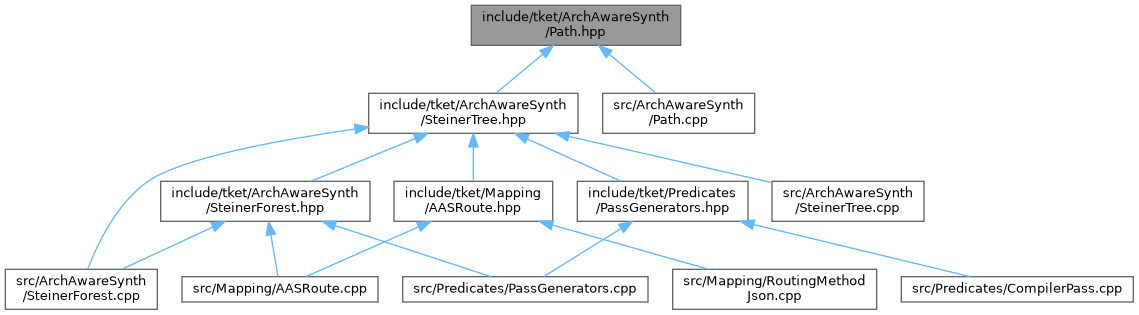 include/tket/ArchAwareSynth
/Path.hpp
include/tket/ArchAwareSynth
/SteinerTree.hpp
src/ArchAwareSynth
/Path.cpp
include/tket/ArchAwareSynth
/SteinerForest.hpp
include/tket/Mapping
/AASRoute.hpp
include/tket/Predicates
/PassGenerators.hpp
src/ArchAwareSynth
/SteinerTree.cpp
src/ArchAwareSynth
/SteinerForest.cpp
src/Mapping/AASRoute.cpp
src/Predicates/PassGenerators.cpp
src/Mapping/RoutingMethod
Json.cpp
src/Predicates/CompilerPass.cpp